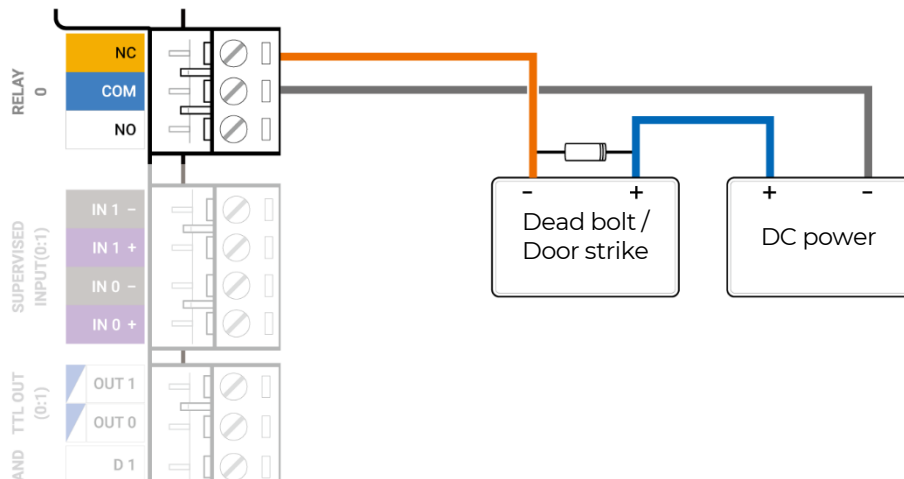 RELAY
0
NC
COM
NO
SUPERVISED
INPUT(0:1)
IN 1 −
IN 1 +
IN 0 −
IN 0 +
TTL OUT
(0:1)
OUT 1
OUT 0
AND
D 1
- +
Dead bolt /
Door strike
+ -
DC power